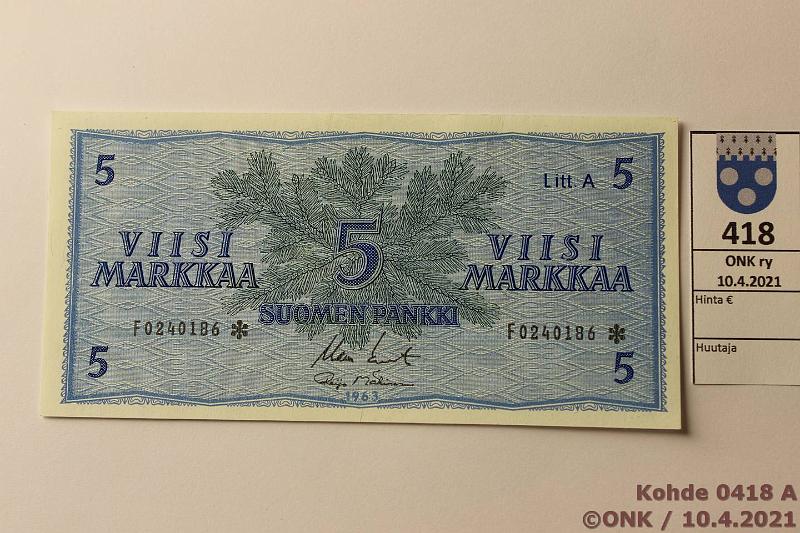 5
Litt. A 5
VIISI
MARKKAA
5
VIISI
MARKKAA
SUOMEN PANKKI
F0240186 *
F0240186 *
5
5
1963
418
ONK ry
10.4.2021
Hinta €
Huutaja
Kohde 0418 A
©ONK / 10.4.2021